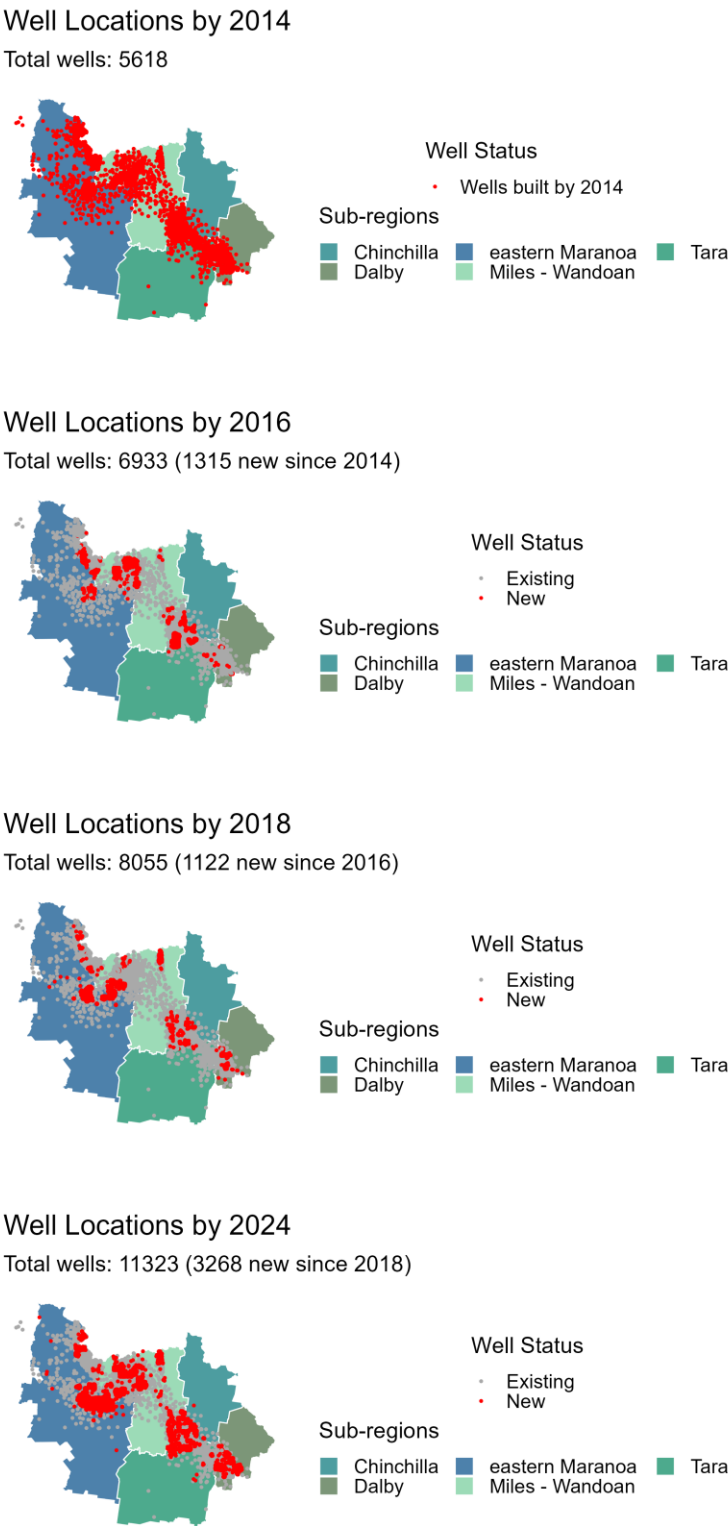 Well Locations by 2014
Total wells: 5618
Well Status
Wells built by 2014
Sub-regions
Chinchilla eastern Maranoa Tara
Dalby Miles - Wandoan
Well Locations by 2016
Total wells: 6933 (1315 new since 2014)
Well Status
Existing
New
Sub-regions
Chinchilla eastern Maranoa Tara
Dalby Miles - Wandoan
Well Locations by 2018
Total wells: 8055 (1122 new since 2016)
Well Status
Existing
New
Sub-regions
Chinchilla eastern Maranoa Tara
Dalby Miles - Wandoan
Well Locations by 2024
Total wells: 11323 (3268 new since 2018)
Well Status
Existing
New
Sub-regions
Chinchilla eastern Maranoa Tara
Dalby Miles - Wandoan